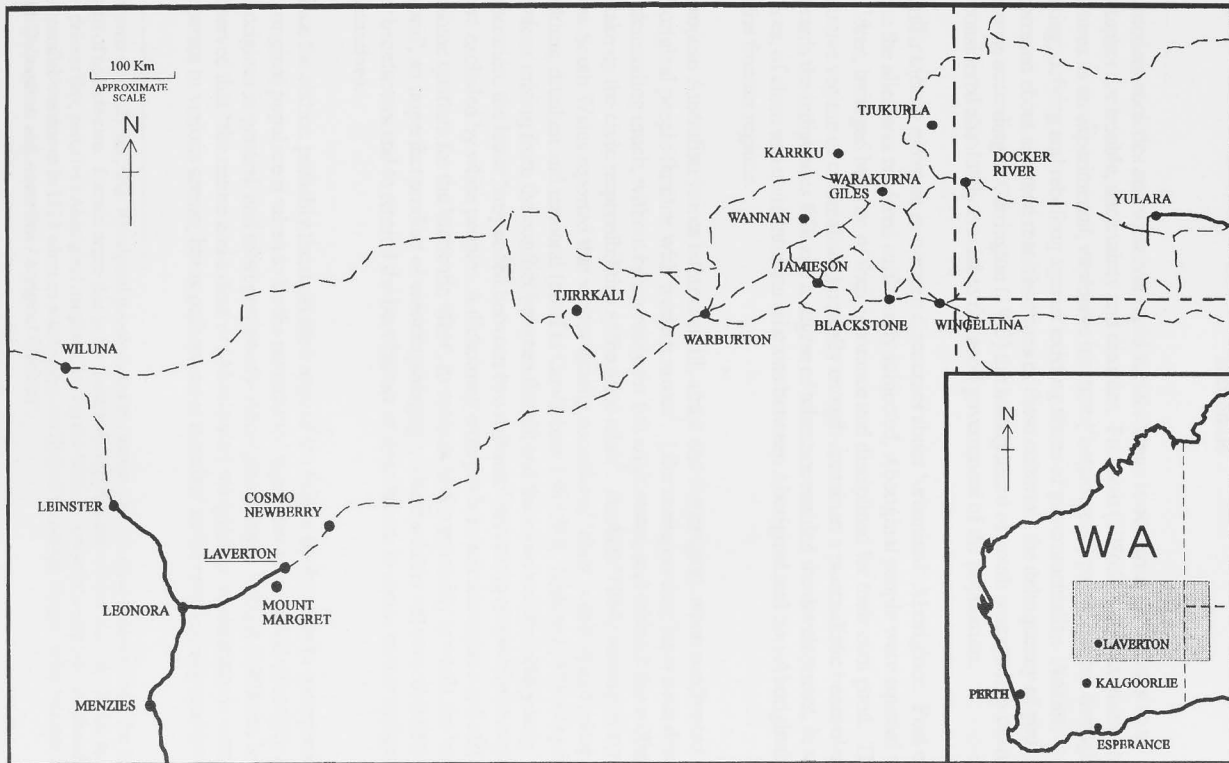 100 Km
APPROXIMATE
SCALE
N
TJUKURLA
KARRKU
DOCKER
RIVER
WARAKURNA
GILES
YULARA
WANNAN
JAMIESON
TJIRRKALI
BLACKSTONE
WINGELLINA
WARBURTON
WILUNA
COSMO
NEWBERRY
LEINSTER
LAVERTON
MOUNT
MARGRET
LEONORA
MENZIES
N
WA
LAVERTON
KALGOORLIE
PERTH
ESPERANCE